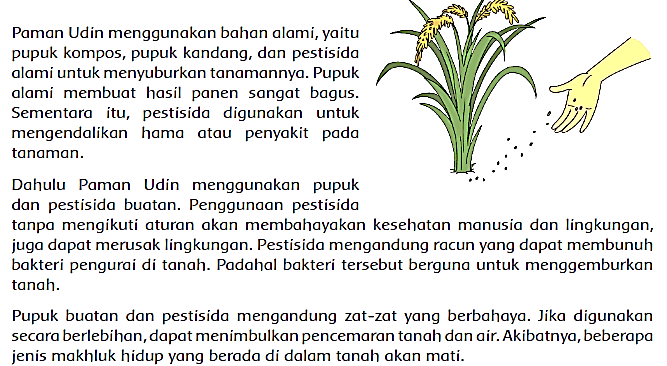 Paman Udin menggunakan bahan alami, yaitu
pupuk kompos, pupuk kandang, dan pestisida
alami untuk menyuburkan tanamannya. Pupuk
alami membuat hasil panen sangat bagus.
Sementara itu, pestisida digunakan untuk
mengendalikan hama atau penyakit pada
tanaman.
Dahulu Paman Udin menggunakan pupuk
dan pestisida buatan. Penggunaan pestisida
tanpa mengikuti aturan akan membahayakan kesehatan manusia dan lingkungan,
juga dapat merusak lingkungan. Pestisida mengandung racun yang dapat membunuh
bakteri pengurai di tanah. Padahal bakteri tersebut berguna untuk menggemburkan
tanah.
Pupuk buatan dan pestisida mengandung zat-zat yang berbahaya. Jika digunakan
secara berlebihan, dapat menimbulkan pencemaran tanah dan air. Akibatnya, beberapa
jenis makhluk hidup yang berada di dalam tanah akan mati.